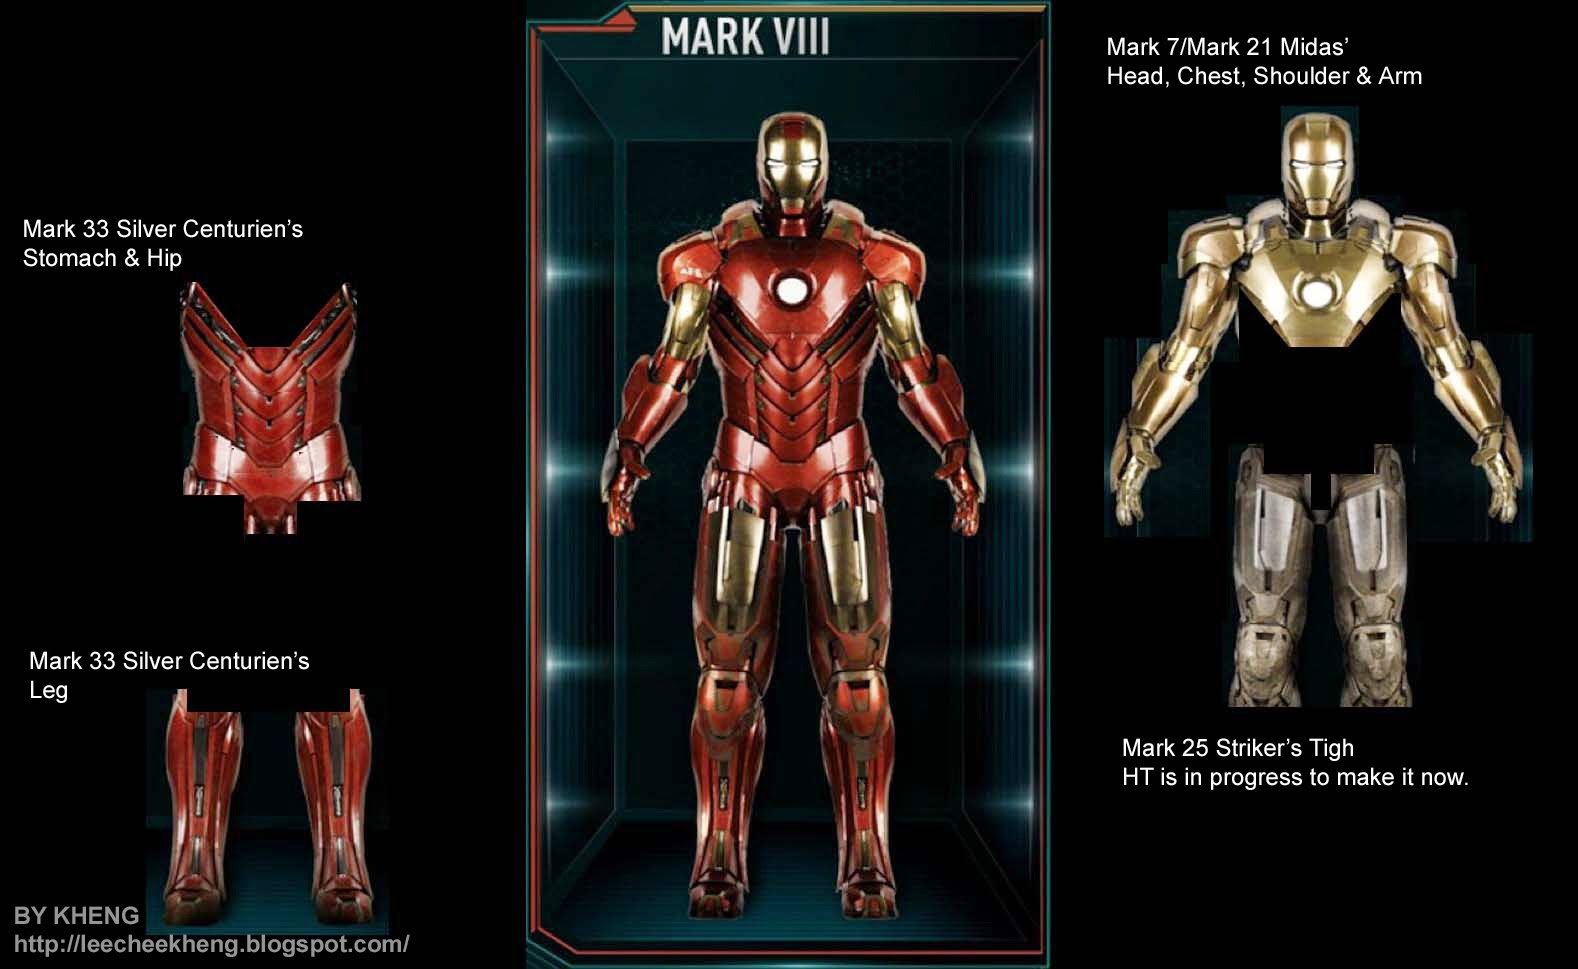 MARK VIII
Mark 7/Mark 21 Midas'
Head, Chest, Shoulder & Arm
Mark 33 Silver Centurien's
Stomach & Hip
Mark 33 Silver Centurien's
Leg
Mark 25 Striker's Tigh
HT is in progress to make it now.
BY KHENG
http://leecheekheng.blogspot.com/